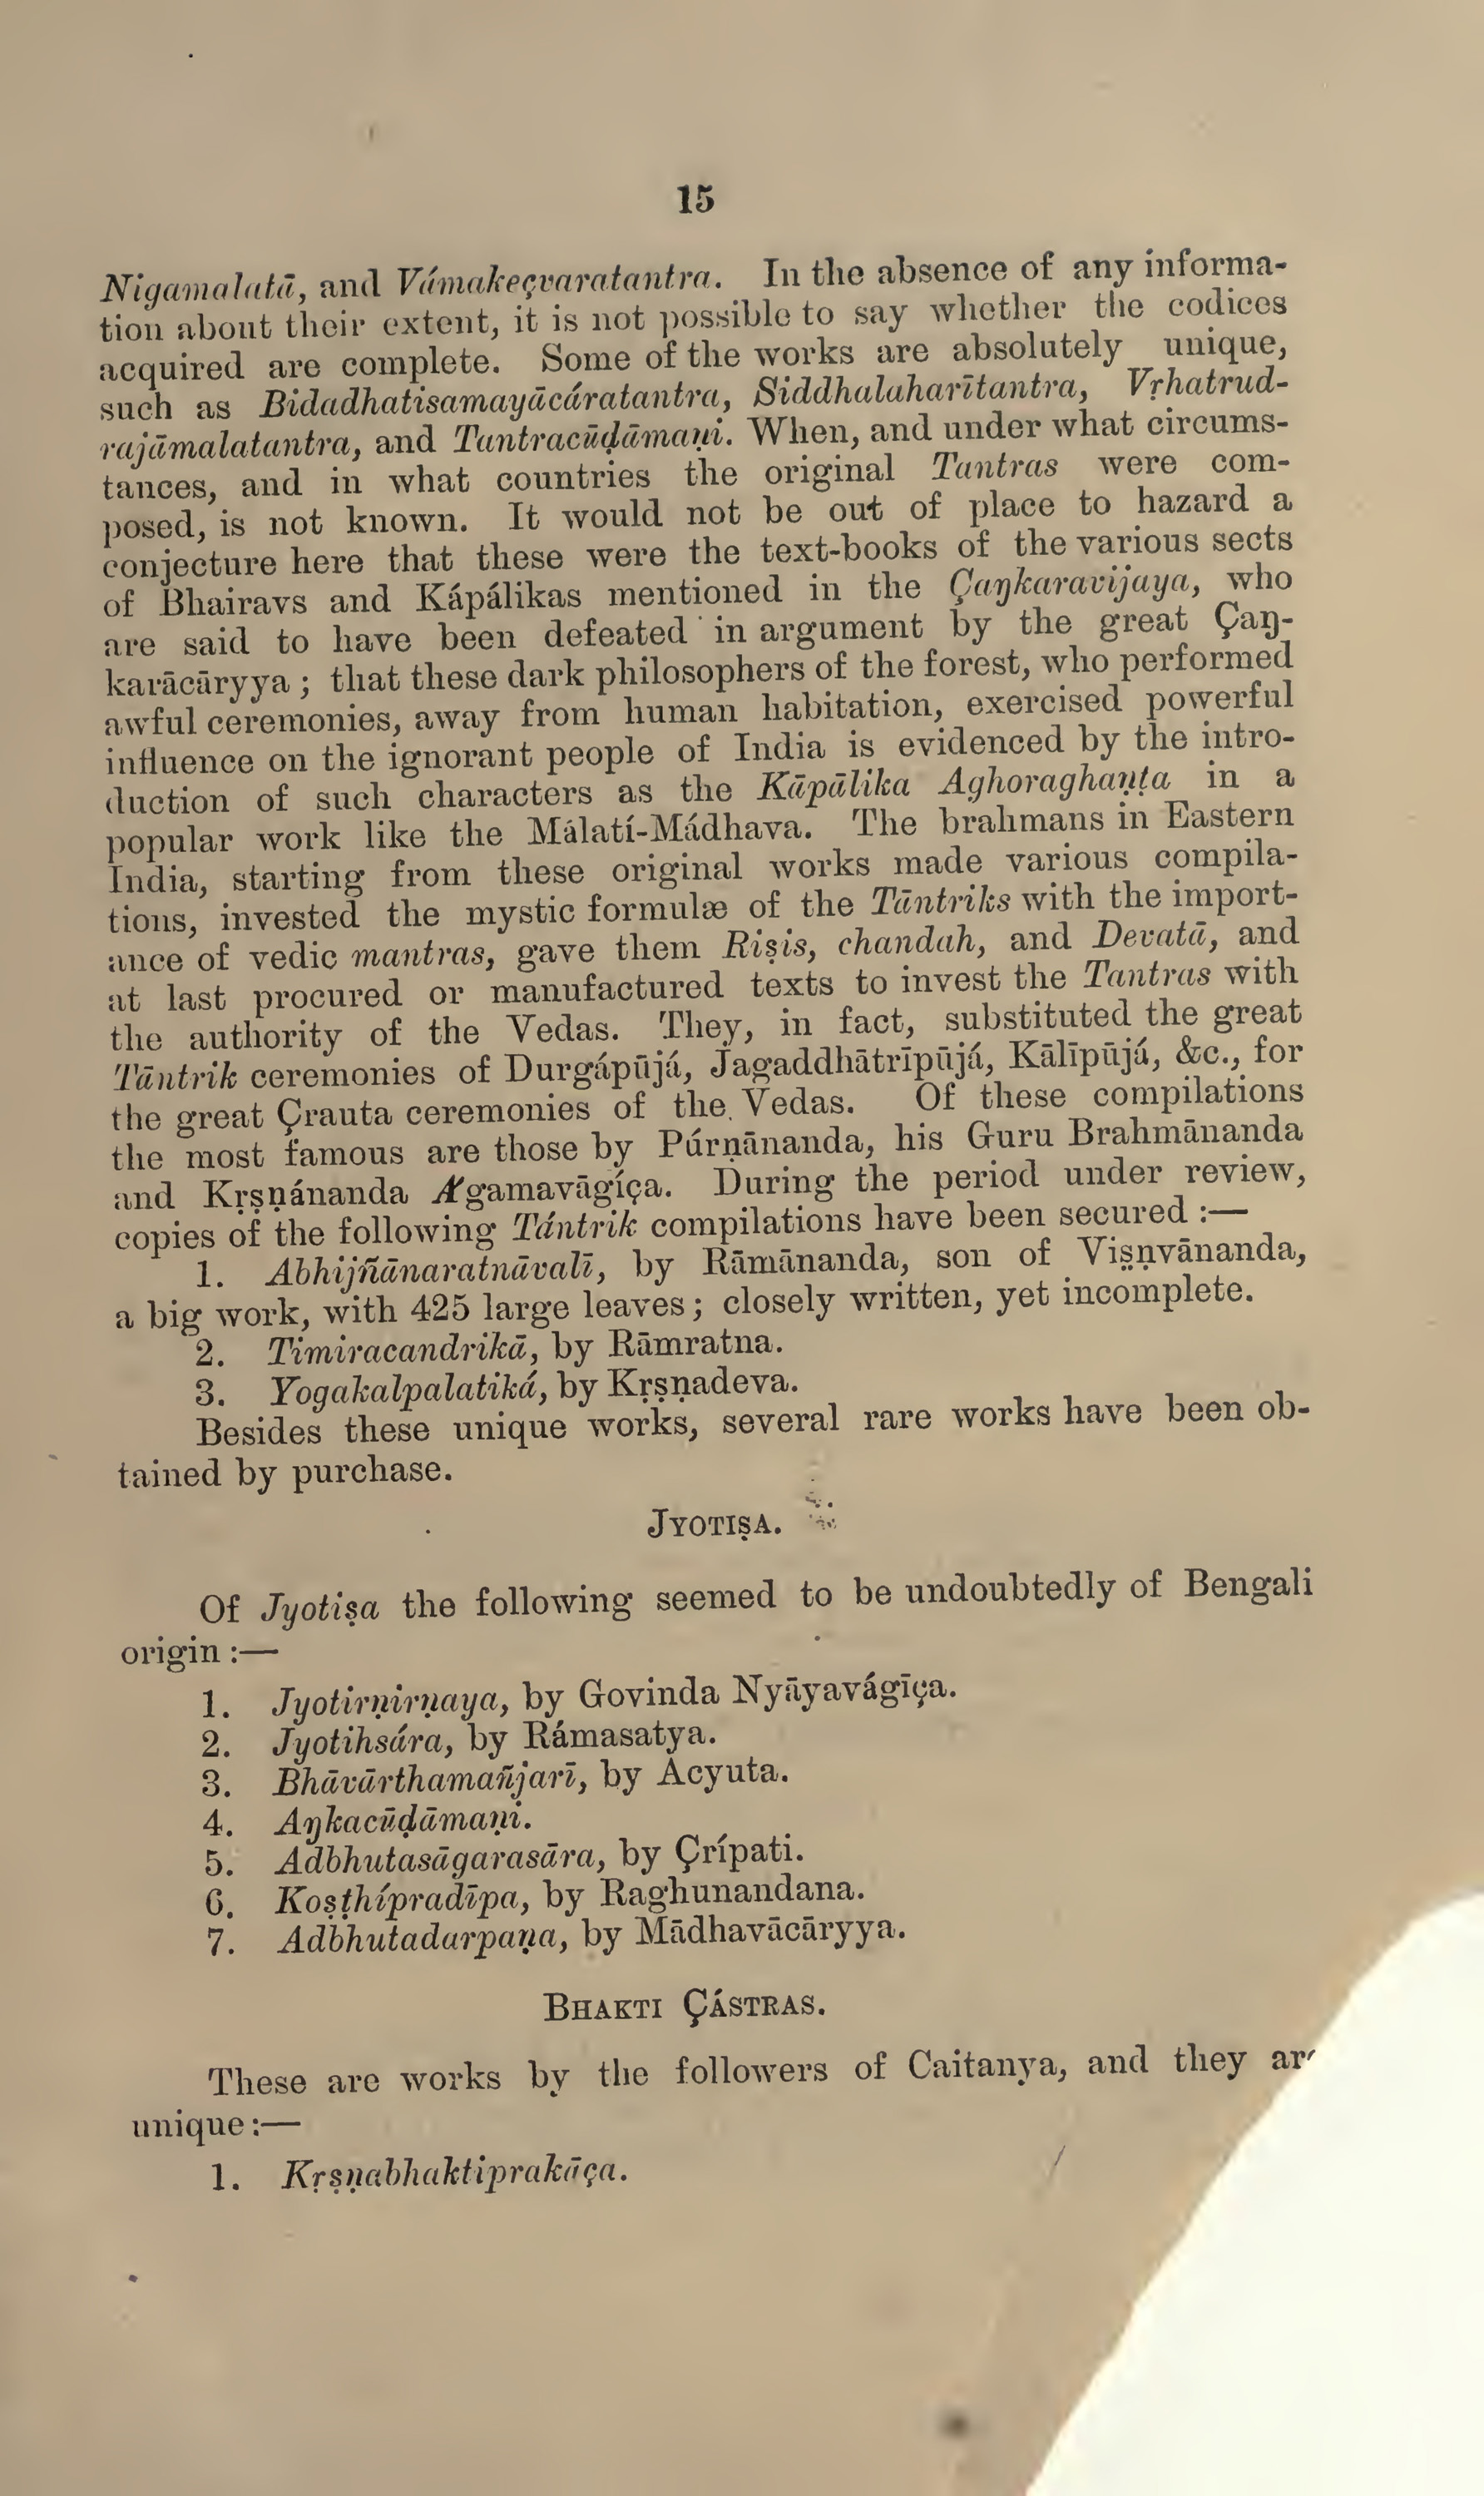 15
Nigamalatā, and Vámakeçvaratantra. In the absence of any informa-
tion about their extent, it is not possible to say whether the codices
acquired are complete. Some of the works are absolutely unique,
such as Bidadhatisamayācáratantra, Siddhalaharītantra, Vṛhatrud-
rajāmalatantra, and Tantracūḍāmaṇi. When, and under what circums-
tances, and in what countries the original Tantras were com-
posed, is not known. It would not be out of place to hazard a
conjecture here that these were the text-books of the various sects
of Bhairavs and Kápálikas mentioned in the Çaŋkaravijaya, who
are said to have been defeated in argument by the great Çaŋ-
karācāryya ; that these dark philosophers of the forest, who performed
awful ceremonies, away from human habitation, exercised powerful
influence on the ignorant people of India is evidenced by the intro-
duction of such characters as the Kāpālika Aghoraghaṇṭa in a
popular work like the Málatí-Mádhava. The brahmans in Eastern
India, starting from these original works made various compila-
tions, invested the mystic formulæ of the Tāntriks with the import-
ance of vedic mantras, gave them Riṣis, chandah, and Devatā, and
at last procured or manufactured texts to invest the Tantras with
the authority of the Vedas. They, in fact, substituted the great
Tāntrik ceremonies of Durgápūjá, Jagaddhātrīpūjá, Kālīpūjá, &c., for
the great Çrauta ceremonies of the Vedas. Of these compilations
the most famous are those by Púrṇānanda, his Guru Brahmānanda
and Kṛṣṇánanda Ágamavāgíça. During the period under review,
copies of the following Tántrik compilations have been secured :—
1. Abhijñānaratnāvalī, by Rāmānanda, son of Viṣṇvānanda,
a big work, with 425 large leaves ; closely written, yet incomplete.
2. Timiracandrikā, by Rāmratna.
3. Yogakalpalatiká, by Kṛṣṇadeva.
Besides these unique works, several rare works have been ob-
tained by purchase.
JYOTIṢA.
Of Jyotiṣa the following seemed to be undoubtedly of Bengali
origin :—
1. Jyotirṇirṇaya, by Govinda Nyāyavágīça.
2. Jyotihsára, by Rámasatya.
3. Bhāvārthamañjarī, by Acyuta.
4. Aŋkacūḍāmaṇi.
5. Adbhutasāgarasāra, by Çrípati.
6. Koṣṭhípradīpa, by Raghunandana.
7. Adbhutadarpaṇa, by Mādhavācāryya.
BHAKTI ÇÁSTRAS.
These are works by the followers of Caitanya, and they are
unique :—
1. Kṛṣṇabhaktiprakāça.